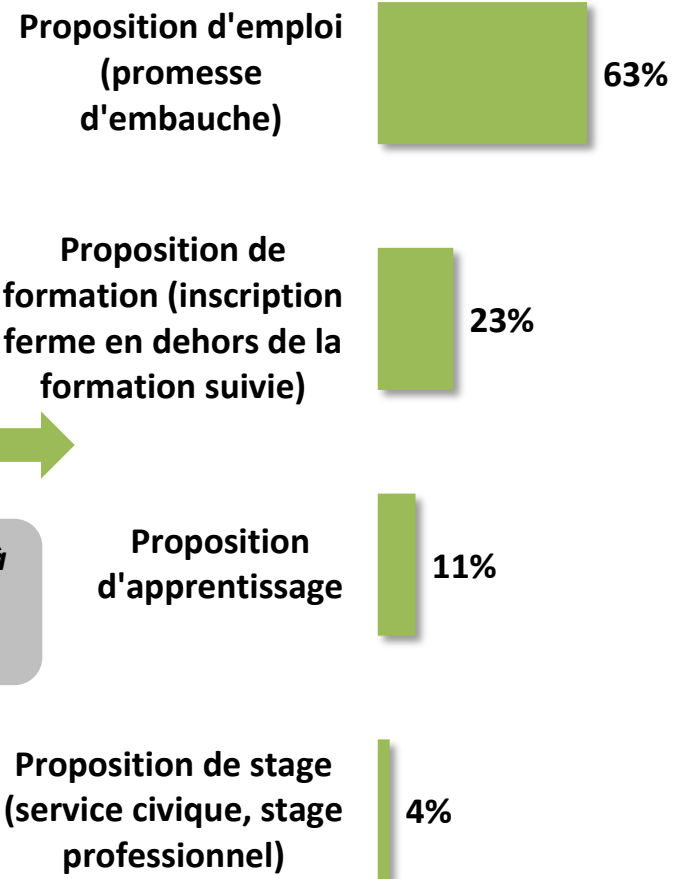 Proposition d'emploi
(promesse
d'embauche)
63%
Proposition de
formation (inscription
ferme en dehors de la
formation suivie)
23%
Proposition
d'apprentissage
11%
Proposition de stage
(service civique, stage
professionnel)
4%